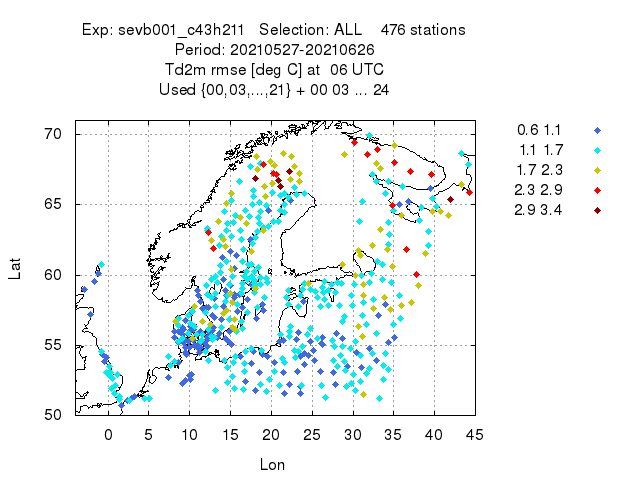 Exp: sevb001_c43h211   Selection: ALL    476 stations
Period: 20210527-20210626
Td2m rmse [deg C] at  06 UTC
Used {00,03,...,21} + 00 03 ... 24
0.6 1.1
1.1  1.7
1.7 2.3
2.3 2.9
2.9 3.4
70
65
60
55
50
Lat
0 5 10 15 20 25 30 35 40 45
Lon